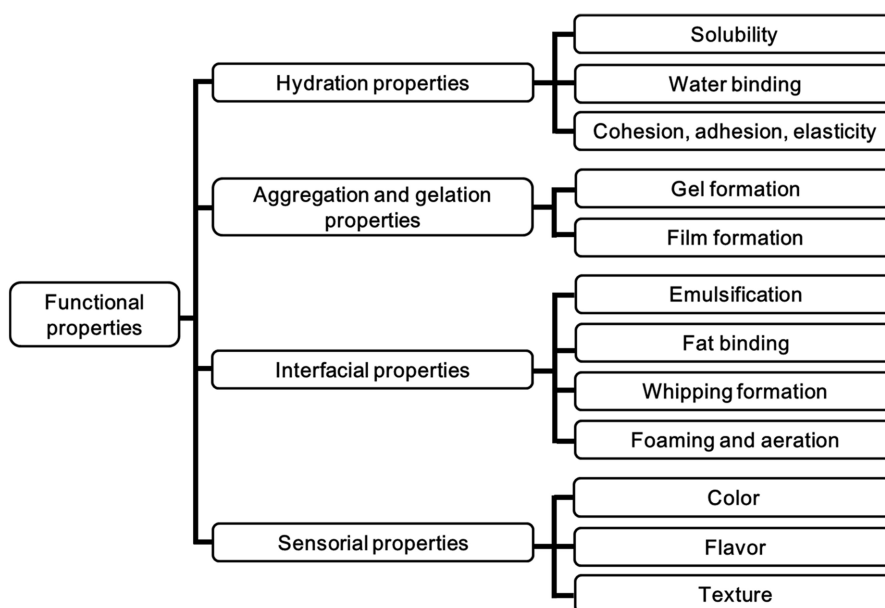 Functional
properties
Hydration properties
Solubility
Water binding
Cohesion, adhesion, elasticity
Aggregation and gelation
properties
Gel formation
Film formation
Interfacial properties
Emulsification
Fat binding
Whipping formation
Foaming and aeration
Sensorial properties
Color
Flavor
Texture